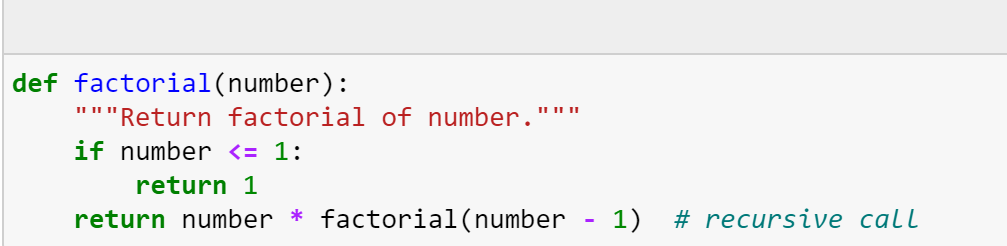 def factorial(number):
    """Return factorial of number."""
    if number <= 1:
        return 1
    return number * factorial(number - 1)  # recursive call